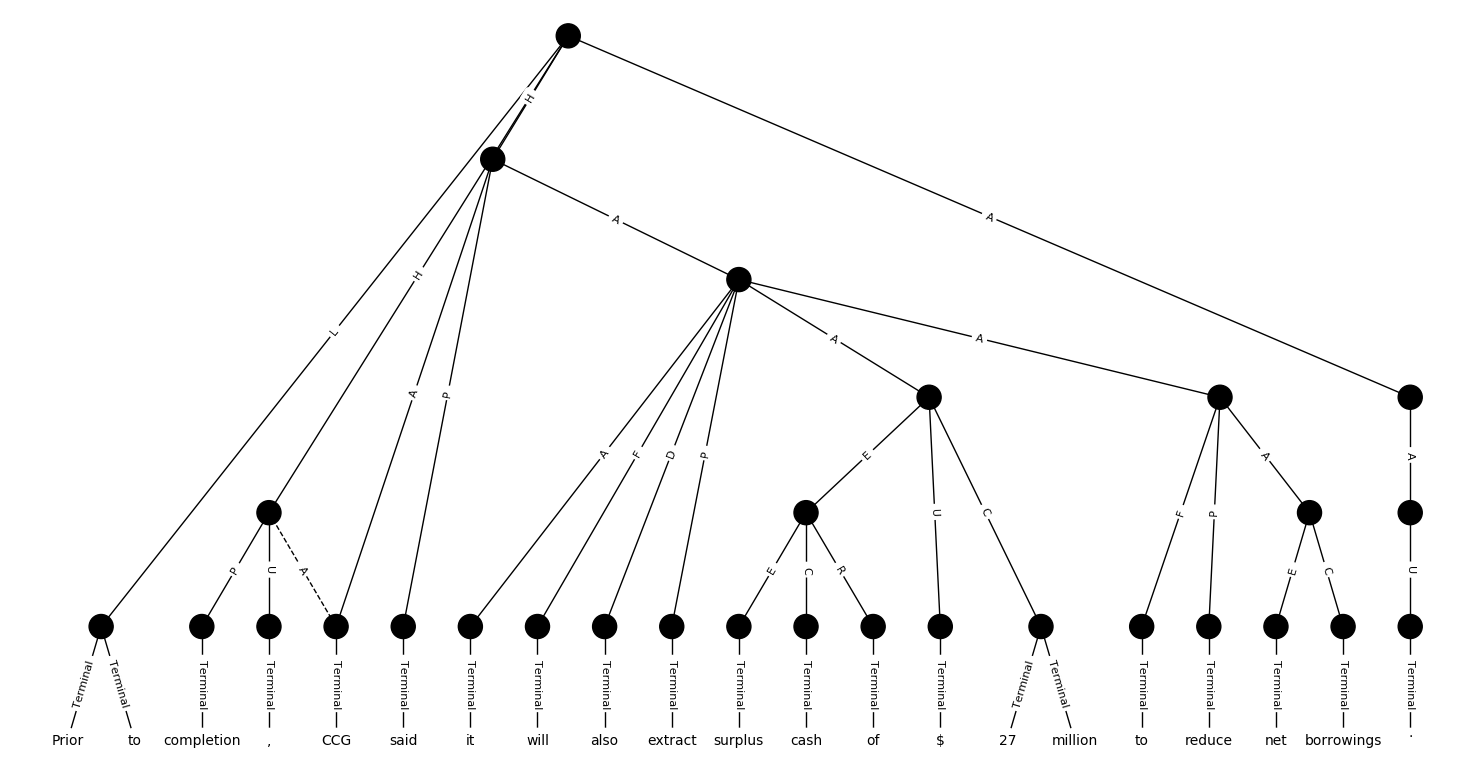 H
A
A
H
L
A
A
A
P
A
F
D
P
E
A
U
C
F
P
A
P
U
A
E
C
R
E
C
U
Terminal Terminal Terminal Terminal Terminal Terminal Terminal Terminal Terminal Terminal Terminal Terminal Terminal Terminal Terminal Terminal Terminal Terminal Terminal Terminal Terminal
Prior to completion , CCG said it will also extract surplus cash of $ 27 million to reduce net borrowings .